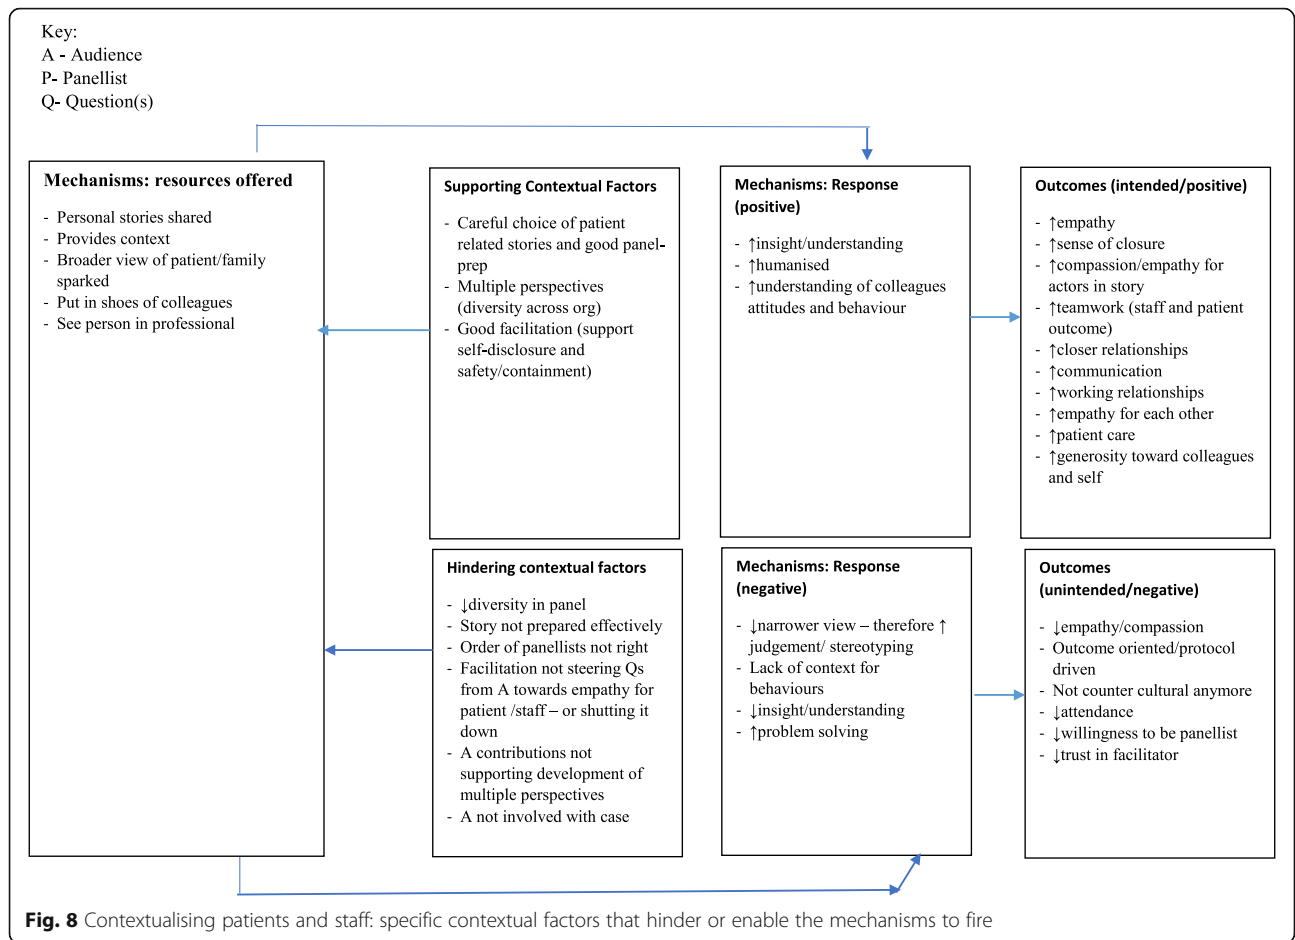 Key:
A - Audience
P- Panellist
Q- Question(s)
Mechanisms: resources offered
- Personal stories shared
- Provides context
- Broader view of patient/family
sparked
- Put in shoes of colleagues
- See person in professional
Supporting Contextual Factors
- Careful choice of patient
related stories and good panel-
prep
- Multiple perspectives
(diversity across org)
- Good facilitation (support
self-disclosure and
safety/containment)
Mechanisms: Response
(positive)
- ↑insight/understanding
- ↑humanised
- ↑understanding of colleagues
attitudes and behaviour
Outcomes (intended/positive)
- ↑empathy
- ↑sense of closure
- ↑compassion/empathy for
actors in story
- ↑teamwork (staff and patient
outcome)
- ↑closer relationships
- ↑communication
- ↑working relationships
- ↑empathy for each other
- ↑patient care
- ↑generosity toward colleagues
and self
Hindering contextual factors
- ↓diversity in panel
- Story not prepared effectively
- Order of panellists not right
- Facilitation not steering Qs
from A towards empathy for
patient /staff – or shutting it
down
- A contributions not
supporting development of
multiple perspectives
- A not involved with case
Mechanisms: Response
(negative)
- ↓narrower view – therefore ↑
judgement/ stereotyping
- Lack of context for
behaviours
- ↓insight/understanding
- ↑problem solving
Outcomes
(unintended/negative)
- ↓empathy/compassion
- Outcome oriented/protocol
driven
- Not counter cultural anymore
- ↓attendance
- ↓willingness to be panellist
- ↓trust in facilitator
Fig. 8 Contextualising patients and staff: specific contextual factors that hinder or enable the mechanisms to fire